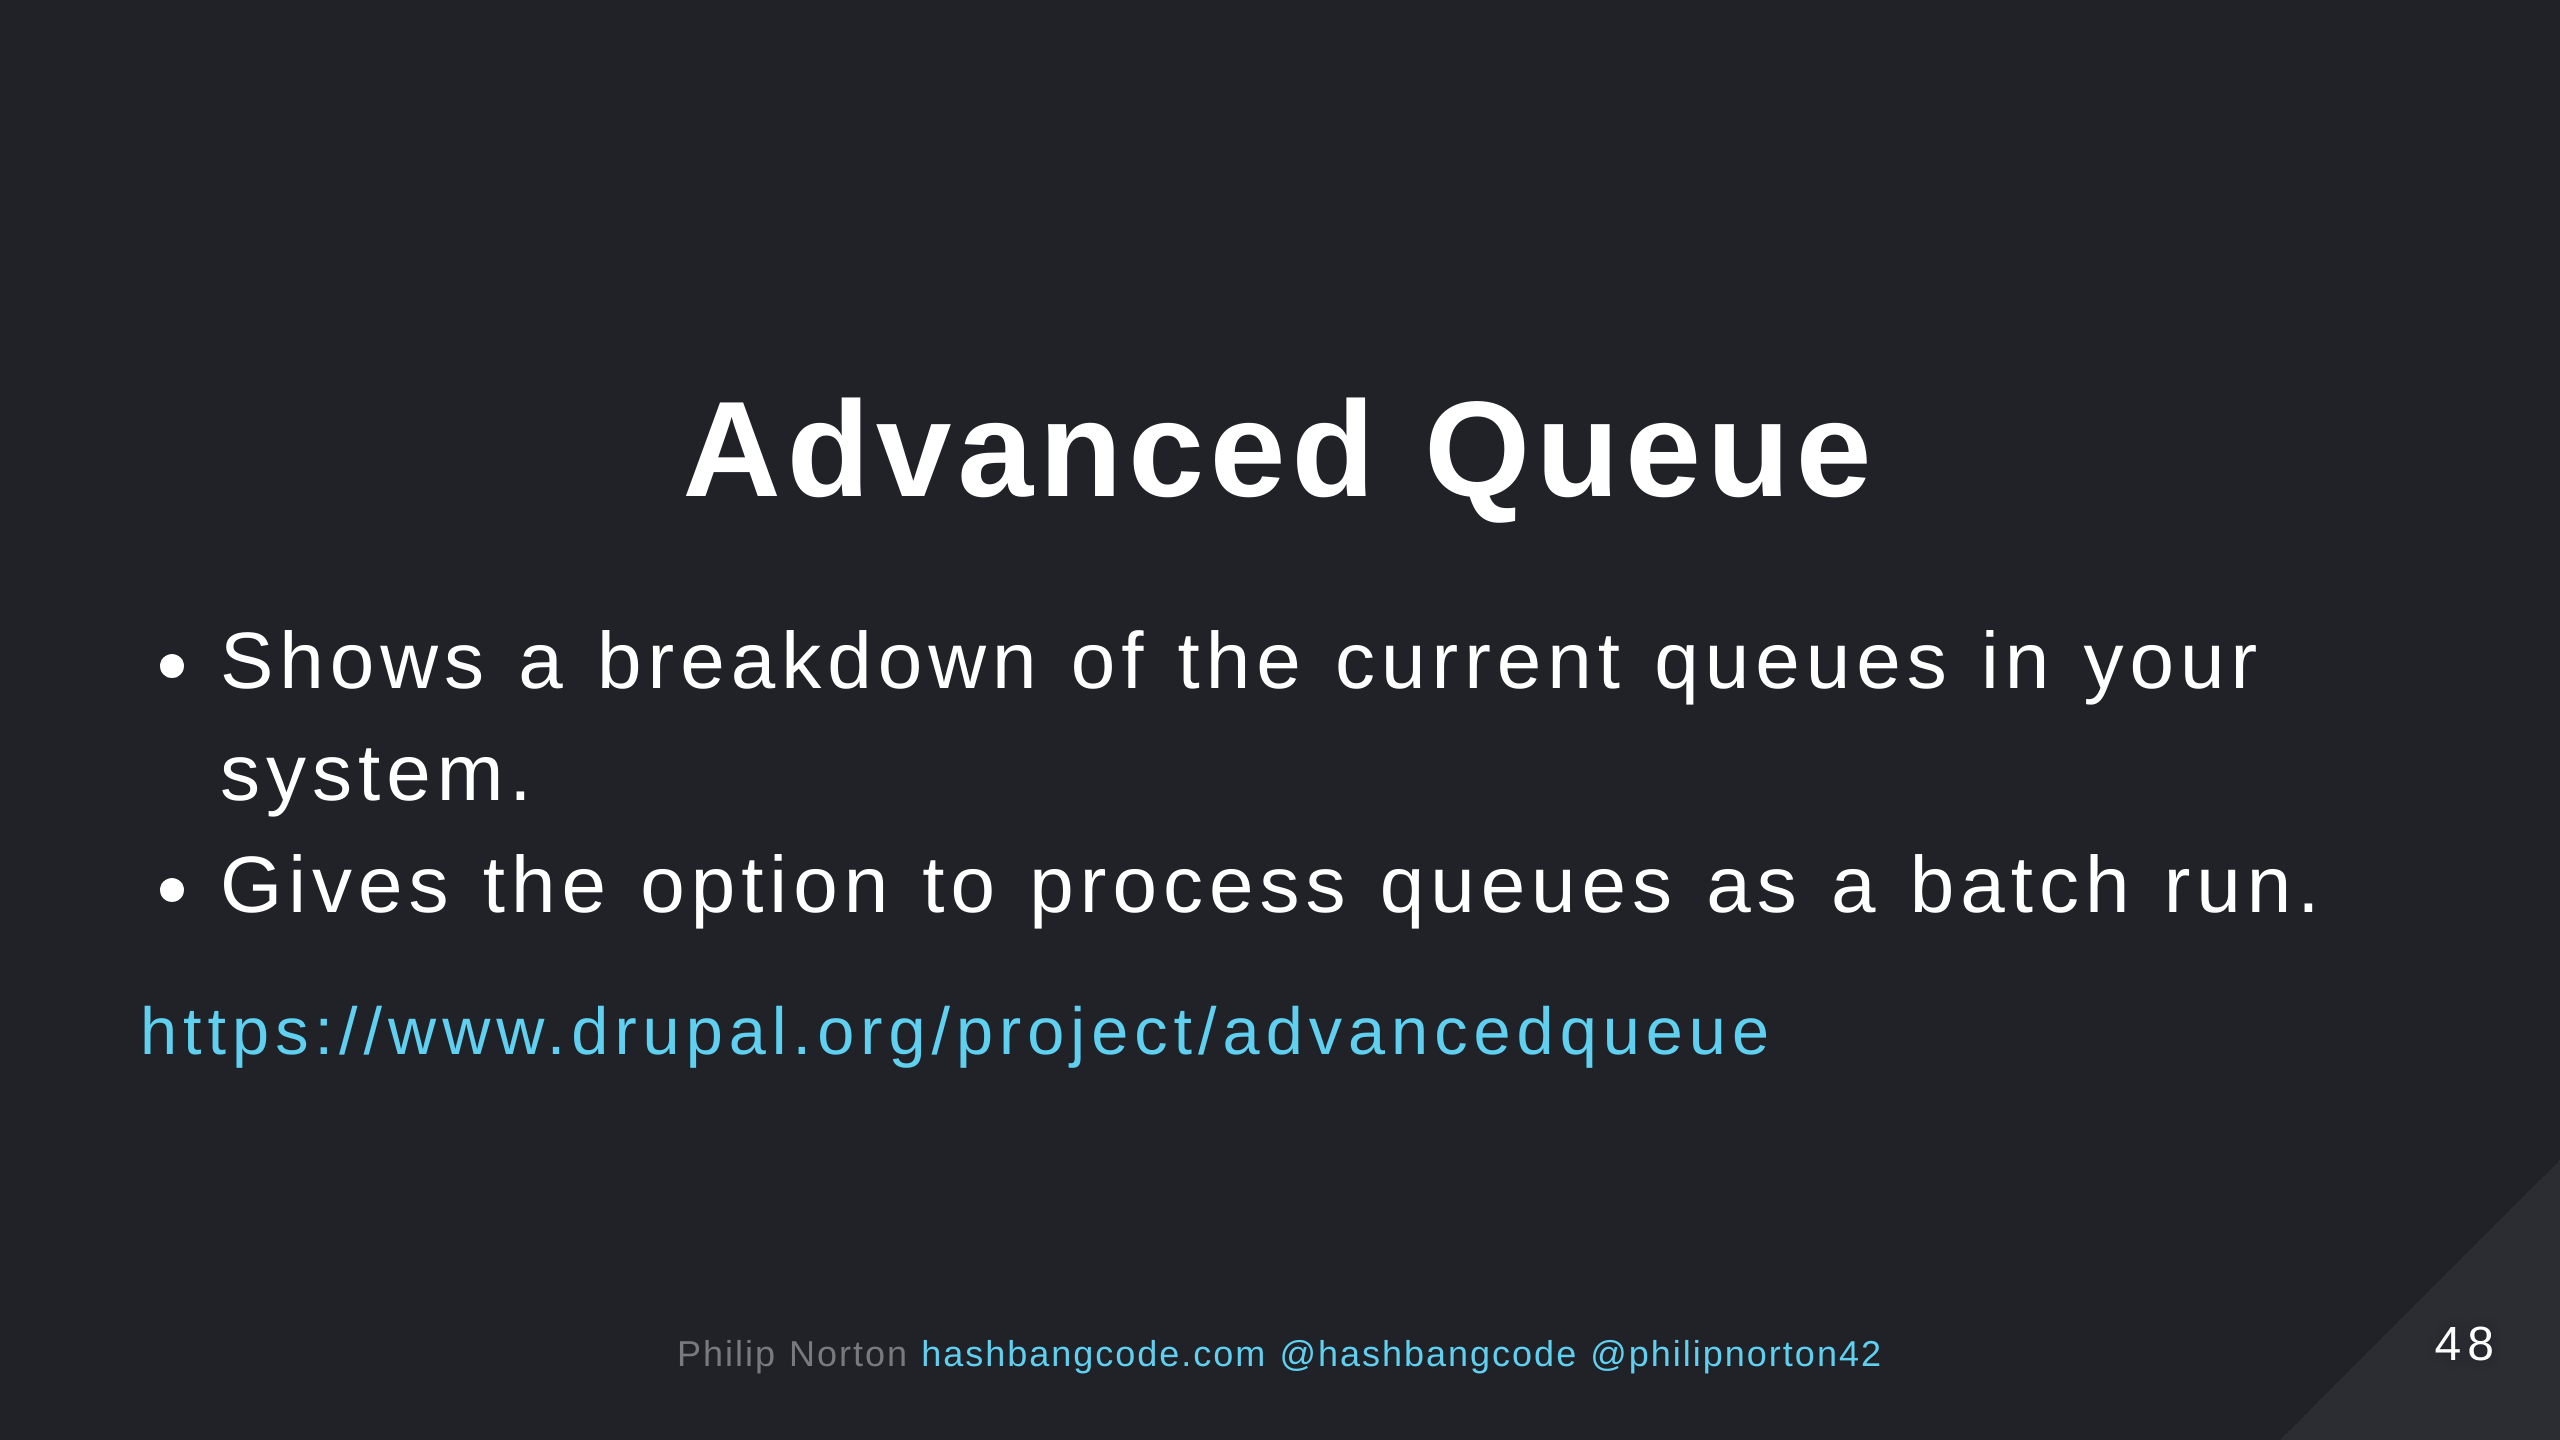 Advanced Queue
• Shows a breakdown of the current queues in your
system.
• Gives the option to process queues as a batch run.
https://www.drupal.org/project/advancedqueue
Philip Norton hashbangcode.com @hashbangcode @philipnorton42
48